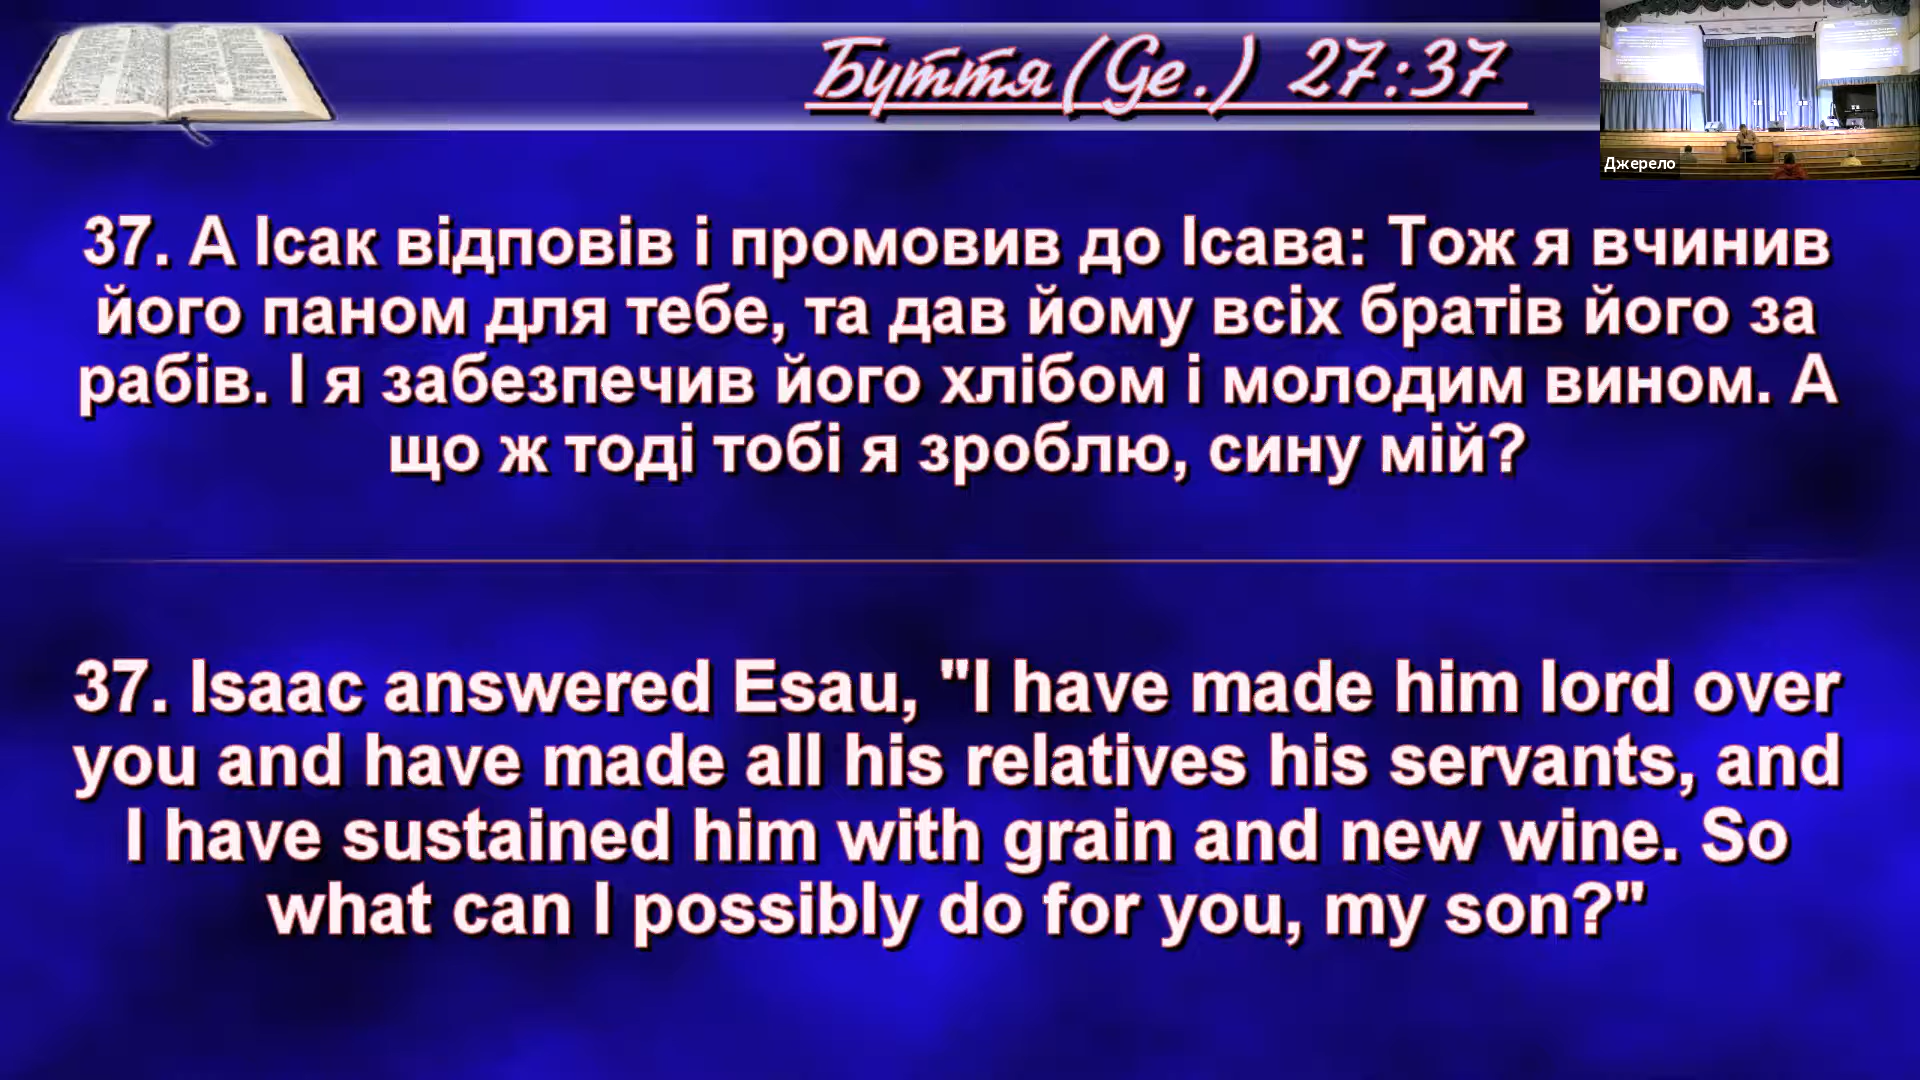 Буття (Ge.) 27:37
Джерело
37. А Ісак відповів і промовив до Ісава: Тож я вчинив
його паном для тебе, та дав йому всіх братів його за
рабів. І я забезпечив його хлібом і молодим вином. А
що ж тоді тобі я зроблю, сину мій?
37. Isaac answered Esau, "I have made him lord over
you and have made all his relatives his servants, and
I have sustained him with grain and new wine. So
what can I possibly do for you, my son?"